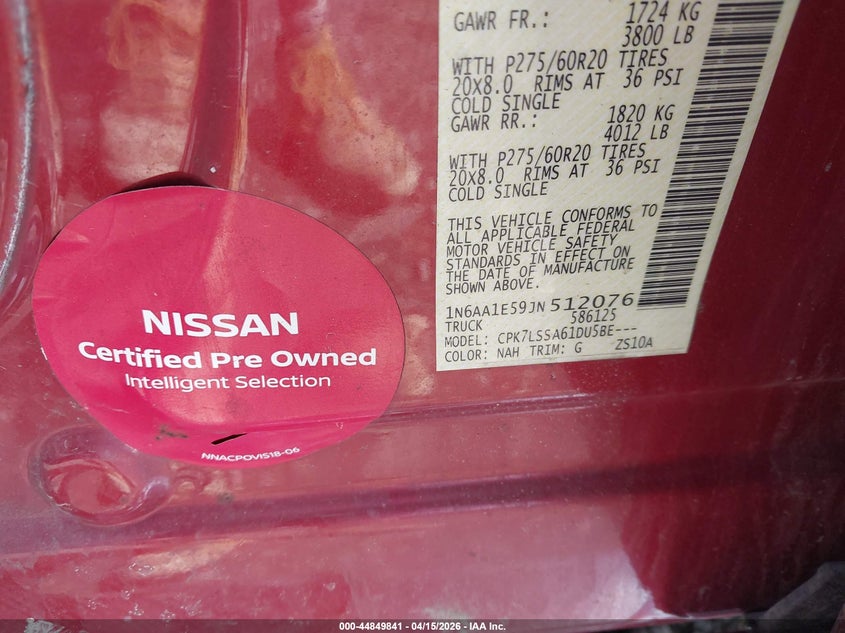 GAWR FR.: 1724 KG
3800 LB
WITH P275/60R20 TIRES
20X8.0 RIMS AT 36 PSI
COLD SINGLE
GAWR RR.: 1820 KG
4012 LB
WITH P275/60R20 TIRES
20X8.0 RIMS AT 36 PSI
COLD SINGLE
THIS VEHICLE CONFORMS TO
ALL APPLICABLE FEDERAL
MOTOR VEHICLE SAFETY
STANDARDS IN EFFECT ON
THE DATE OF MANUFACTURE
SHOWN ABOVE.
1N6AA1E59JN512076
TRUCK 586125
MODEL: CPK7LSSA61DU5BE---
COLOR: NAH TRIM: G ZS10A
NISSAN
Certified Pre Owned
Intelligent Selection
NNACPOVIS18-06
000-44849841 - 04/15/2026 - IAA Inc.